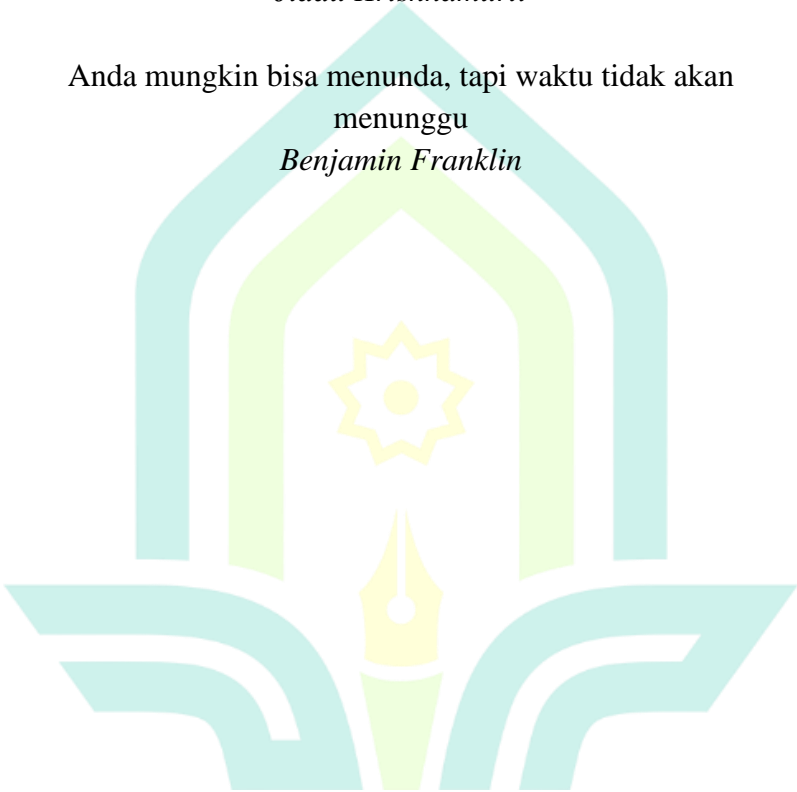 Anda mungkin bisa menunda, tapi waktu tidak akan
menunggu
Benjamin Franklin